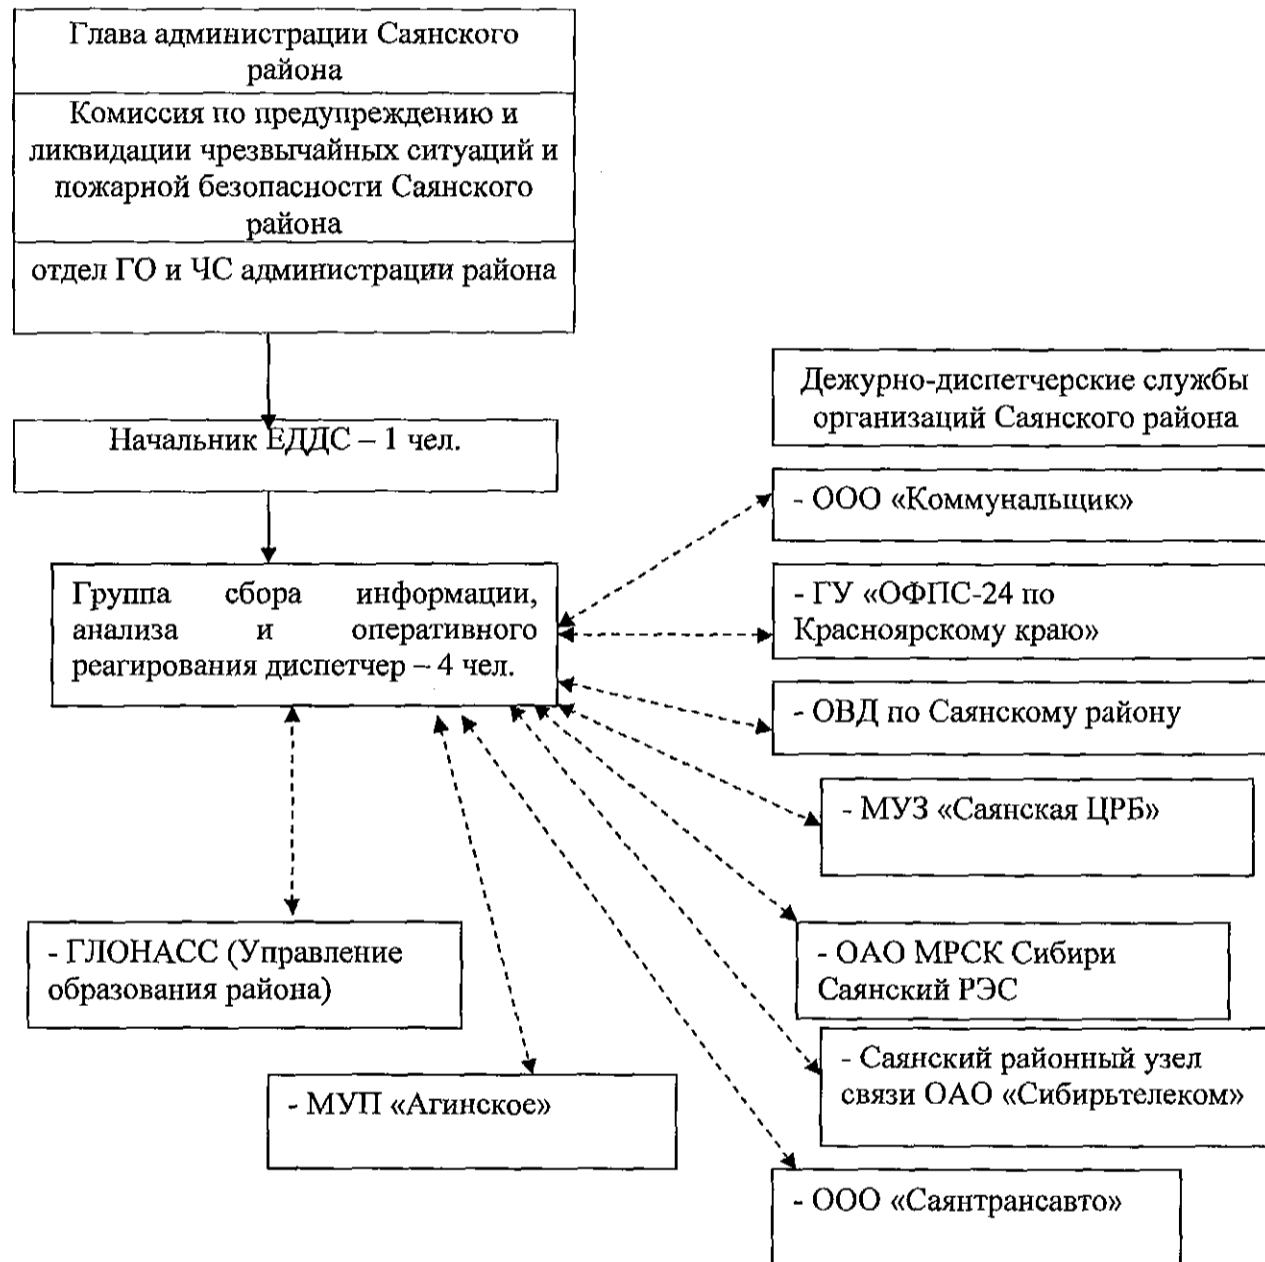 Глава администрации Саянского
района
Комиссия по предупреждению и
ликвидации чрезвычайных ситуаций и
пожарной безопасности Саянского
района
отдел ГО и ЧС администрации района
Начальник ЕДДС – 1 чел.
Группа сбора информации,
анализа и оперативного
реагирования диспетчер – 4 чел.
Дежурно-диспетчерские службы
организаций Саянского района
- ООО «Коммунальщик»
- ГУ «ОФПС-24 по
Красноярскому краю»
- ОВД по Саянскому району
- МУЗ «Саянская ЦРБ»
- ОАО МРСК Сибири
Саянский РЭС
- Саянский районный узел
связи ОАО «Сибирьтелеком»
- ООО «Саянтрансавто»
- ГЛОНАСС (Управление
образования района)
- МУП «Агинское»